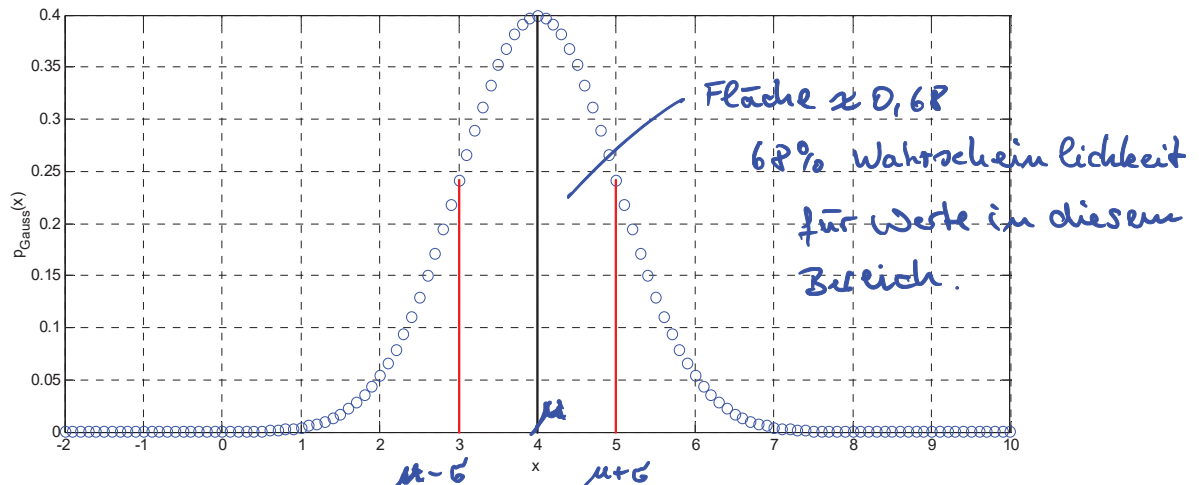 0.4
0.35
0.3
0.25
0.2
0.15
0.1
0.05
0
p_Gauss(x)
Fläche ≈ 0,68
68% Wahrscheinlichkeit
für Werte in diesem
Bereich.
μ
-2 -1 0 1 2 3 4 5 6 7 8 9 10
μ-σ x μ+σ